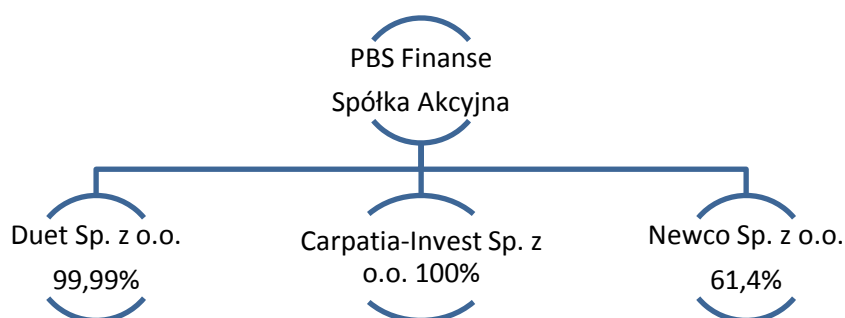 PBS Finanse
Spółka Akcyjna
Duet Sp. z o.o.
99,99%
Carpatia-Invest Sp. z
o.o. 100%
Newco Sp. z o.o.
61,4%